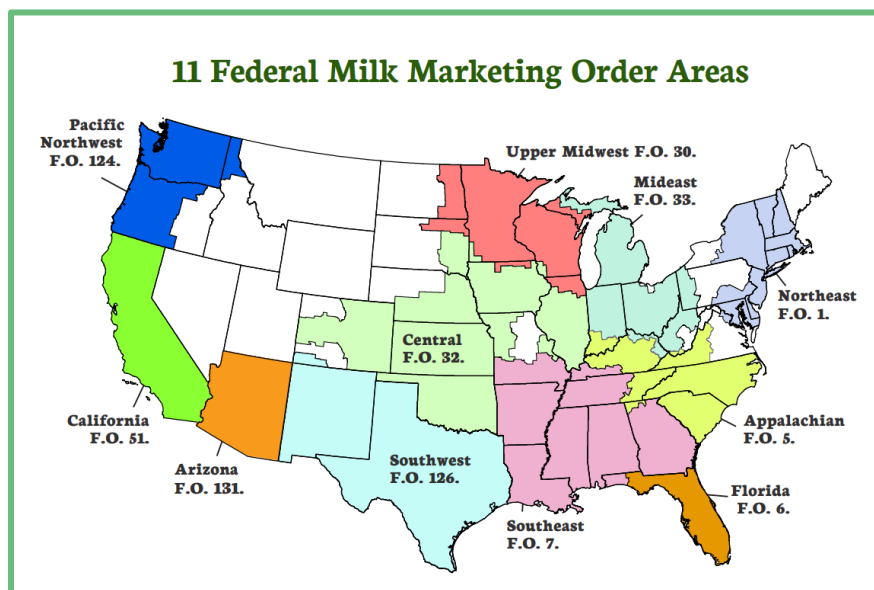 11 Federal Milk Marketing Order Areas
Pacific
Northwest
F.O. 124.
Upper Midwest F.O. 30.
Mideast
F.O. 33.
Northeast
F.O. 1.
Central
F.O. 32.
California
F.O. 51.
Appalachian
F.O. 5.
Arizona
F.O. 131.
Southwest
F.O. 126.
Florida
F.O. 6.
Southeast
F.O. 7.